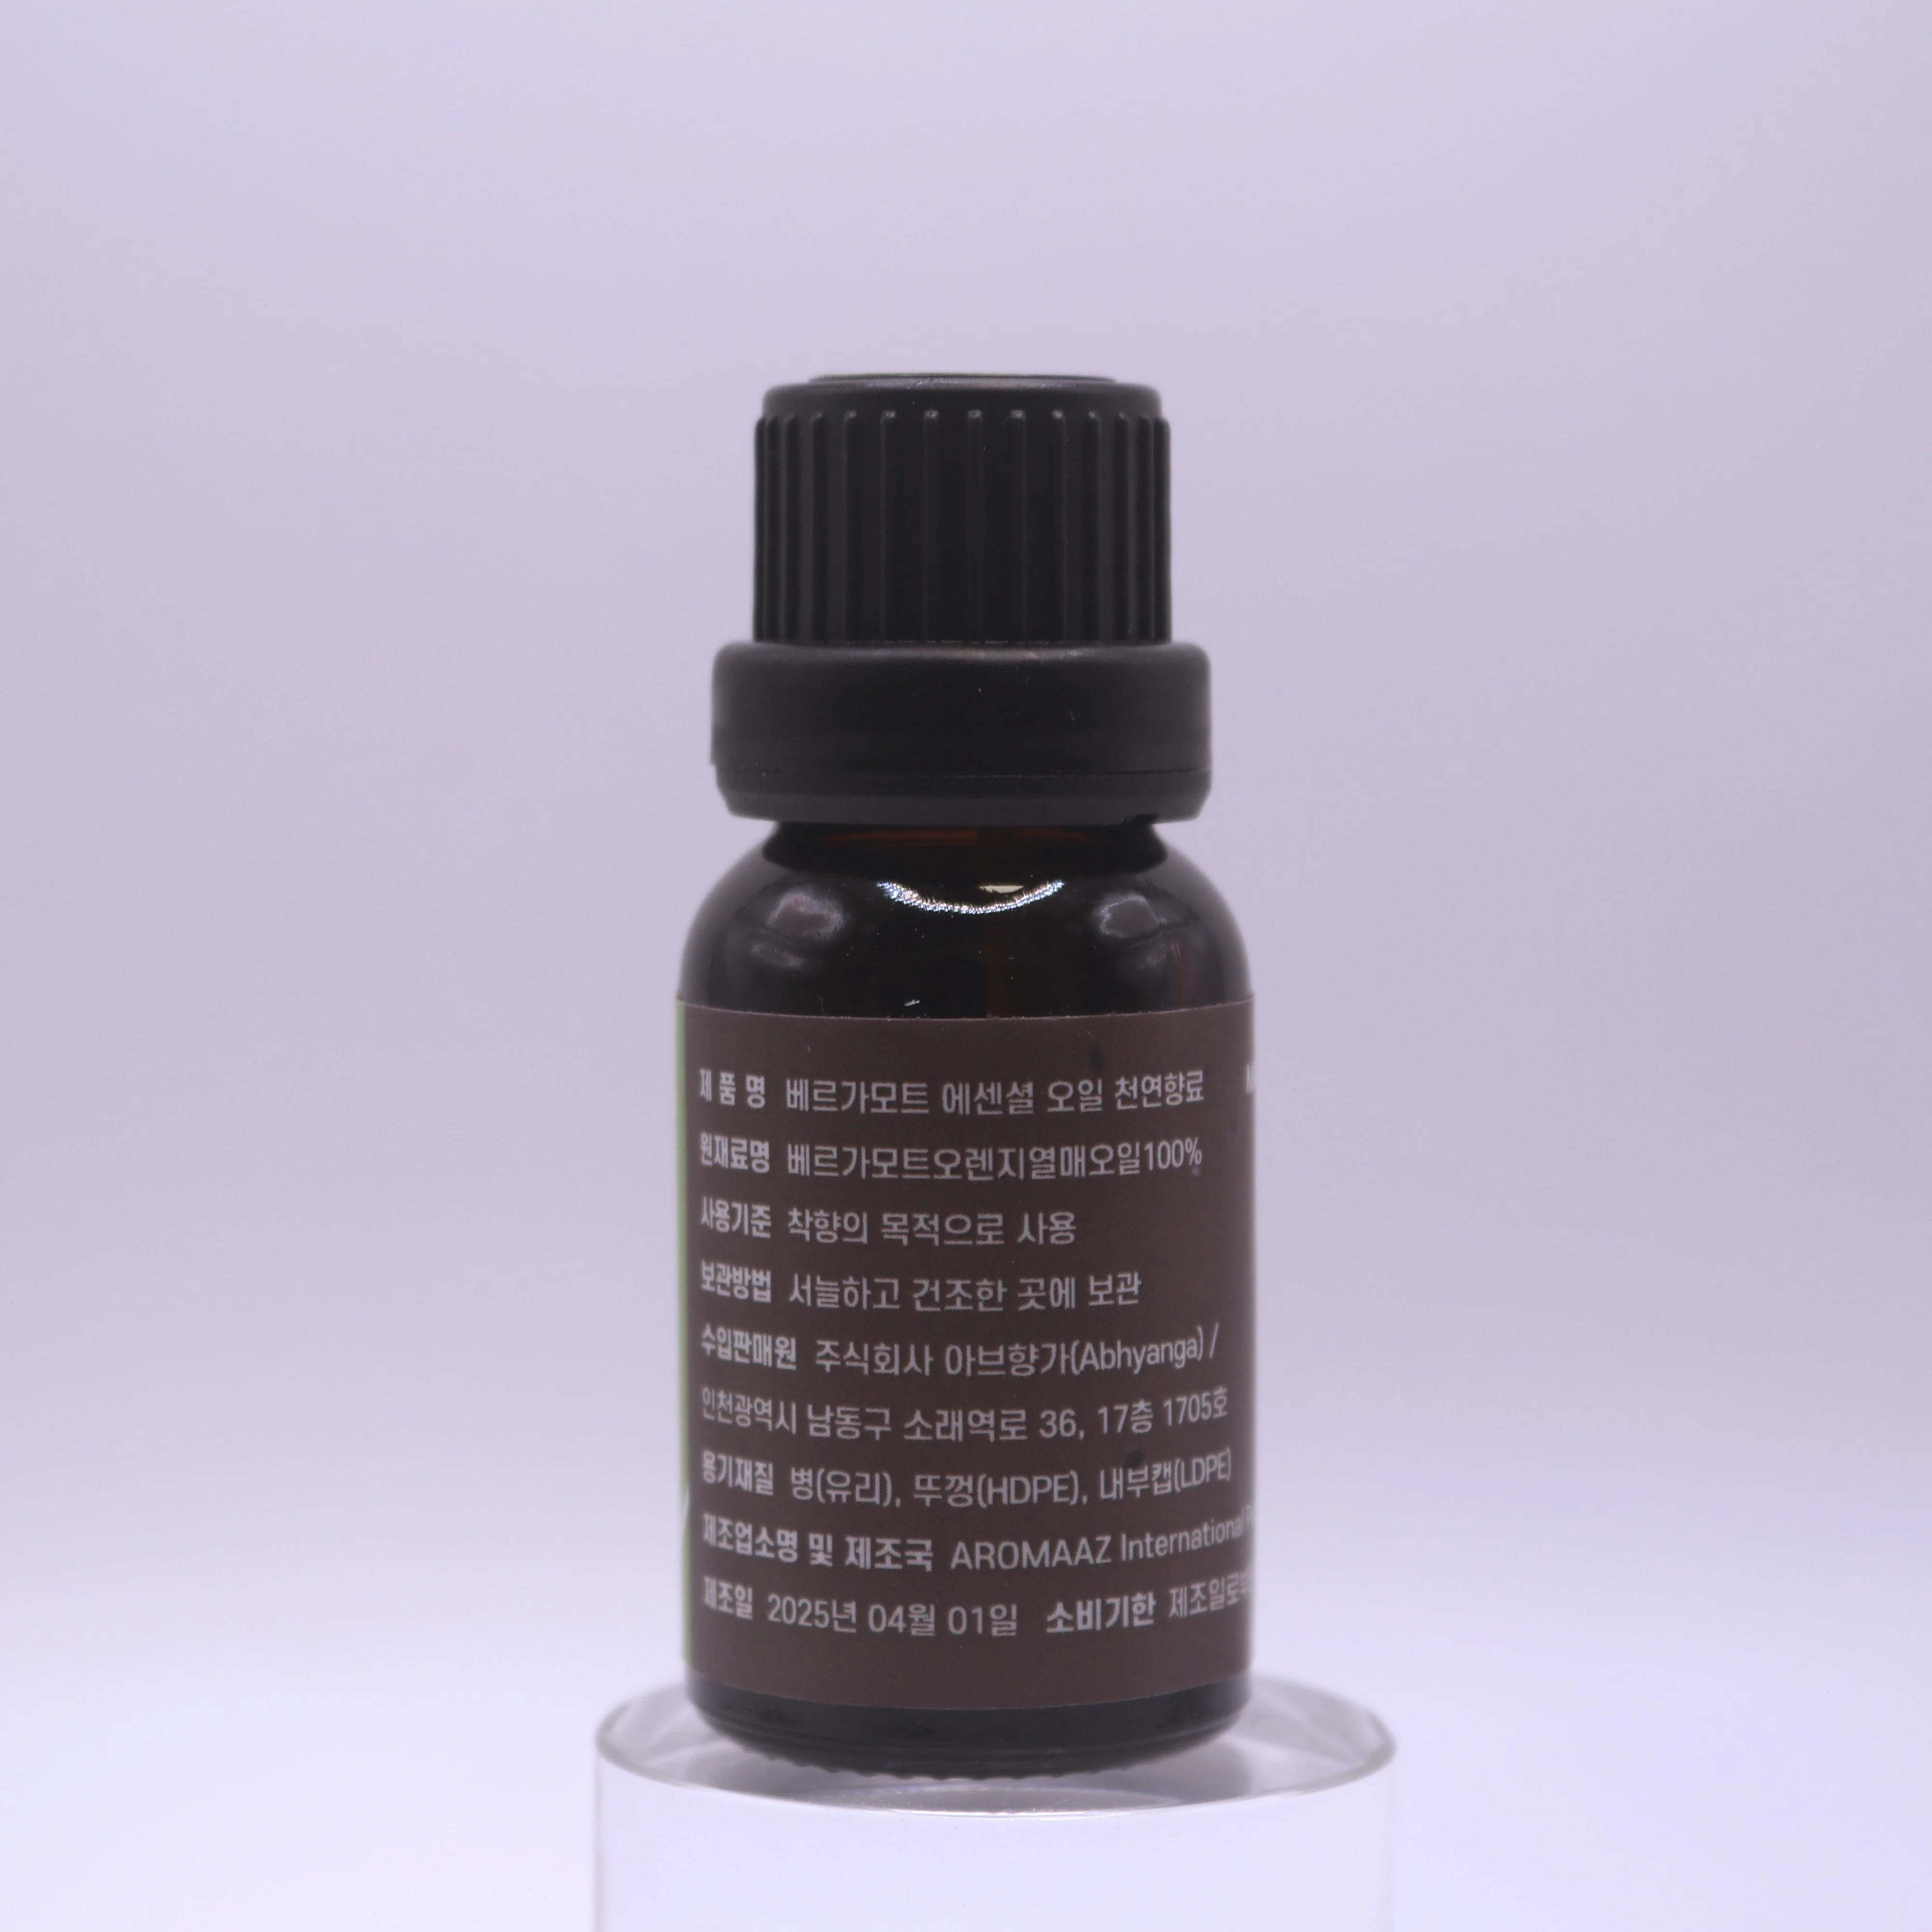 제 품 명 베르가모트 에센셜 오일 천연향료
원재료명 베르가모트오렌지열매오일100%
사용기준 착향의 목적으로 사용
보관방법 서늘하고 건조한 곳에 보관
수입판매원 주식회사 아브향가(Abhyanga) /
인천광역시 남동구 소래역로 36, 17층 1705호
용기재질 병(유리), 뚜껑(HDPE), 내부캡(LDPE)
제조업소명 및 제조국 AROMAAZ International
제조일 2025년 04월 01일 소비기한 제조일로부